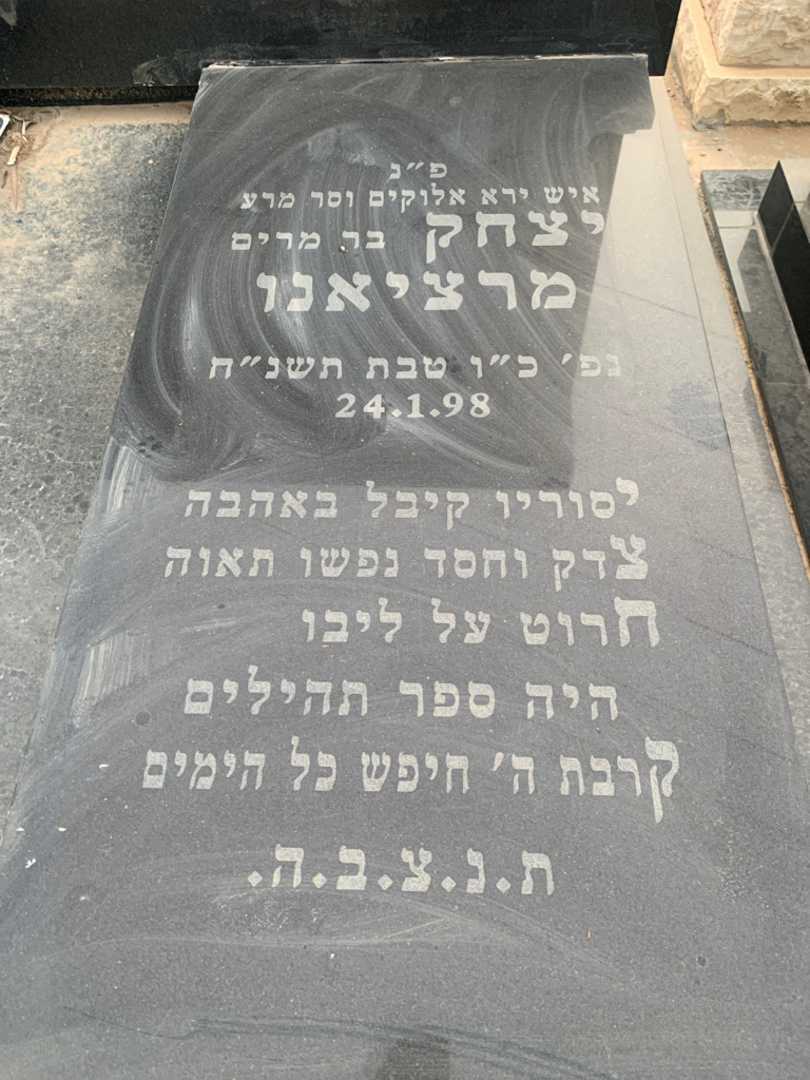 פ״נ
איש ירא אלוקים וסר מרע
יצחק בר מרים
מרציאנו
נפ׳ כ״ו טבת תשנ״ח
24.1.98
יסוריו קיבל באהבה
צדק וחסד נפשו תאוה
חרוט על ליבו
היה ספר תהילים
קרבת ה׳ חיפש כל הימים
ת.נ.צ.ב.ה.